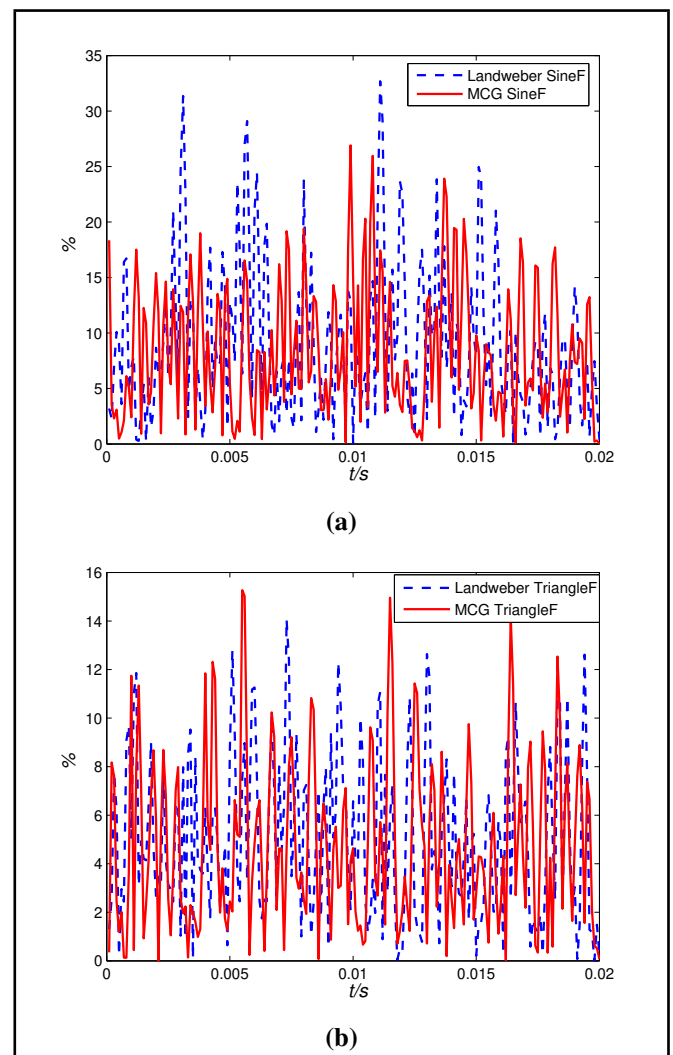 35
30
25
20
15
10
5
0
%
Landweber SineF
MCG SineF
0 0.005 0.01 0.015 0.02
t/s
(a)
16
14
12
10
8
6
4
2
0
%
Landweber TriangleF
MCG TriangleF
0 0.005 0.01 0.015 0.02
t/s
(b)